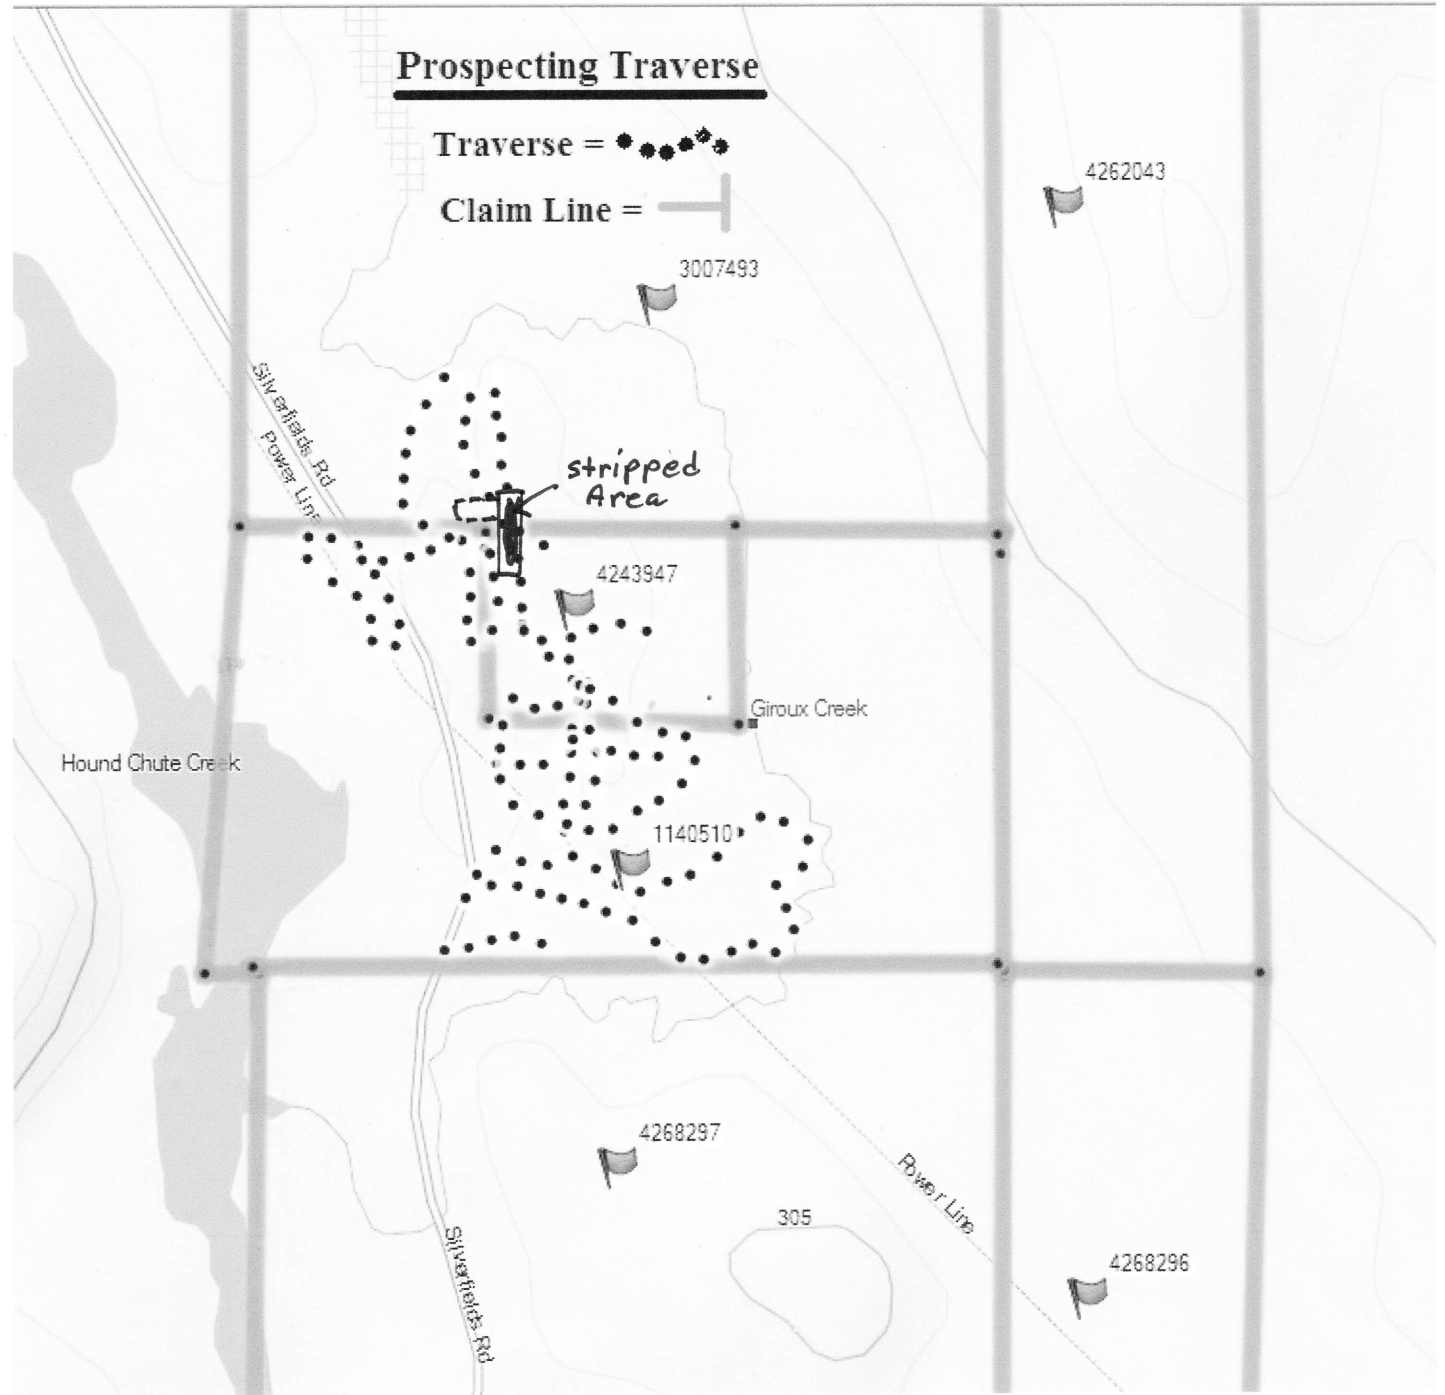 Prospecting Traverse
Traverse =
Claim Line =
4262043
3007493
Silverfields Rd
Power Line
stripped
Area
4243947
Giroux Creek
Hound Chute Creek
1140510
4268297
Power Line
305
4268296
Silverfields Rd